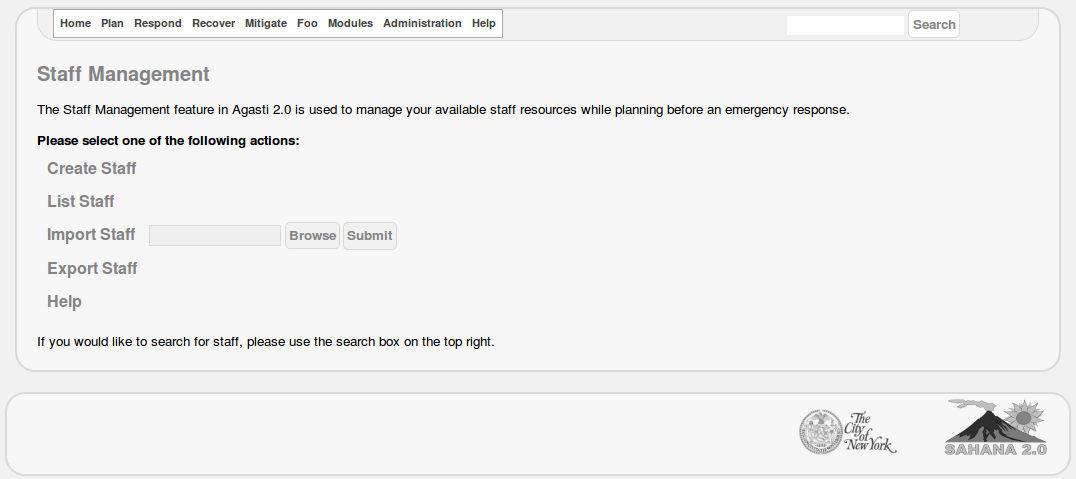 Home Plan Respond Recover Mitigate Foo Modules Administration Help Search
Staff Management
The Staff Management feature in Agasti 2.0 is used to manage your available staff resources while planning before an emergency response.
Please select one of the following actions:
Create Staff
List Staff
Import Staff Browse Submit
Export Staff
Help
If you would like to search for staff, please use the search box on the top right.
The
City
of
New York
SAHANA 2.0